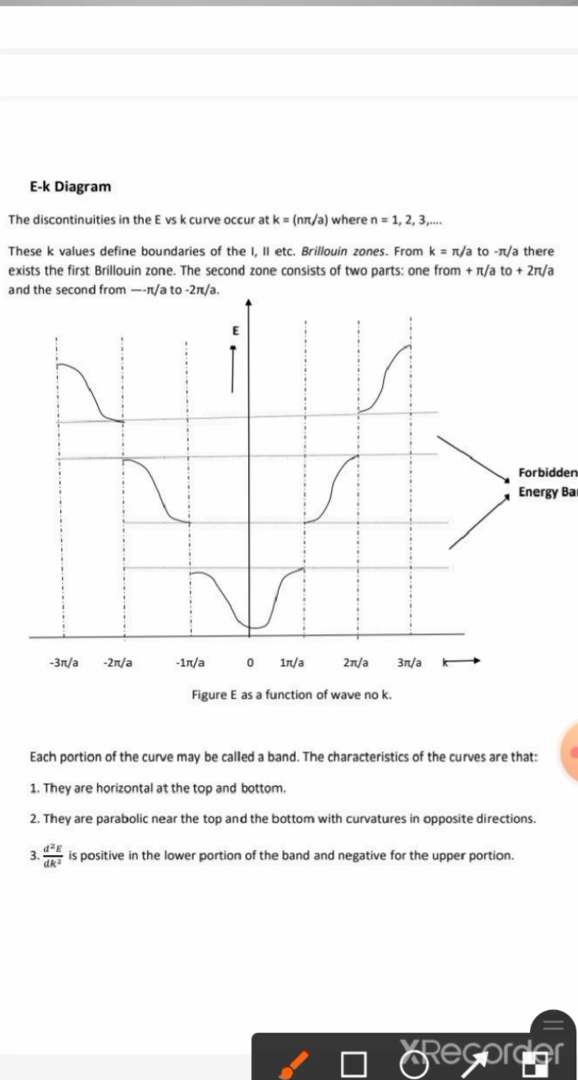 E-k Diagram
The discontinuities in the E vs k curve occur at k = (nπ/a) where n = 1, 2, 3,....
These k values define boundaries of the I, II etc. Brillouin zones. From k = π/a to -π/a there
exists the first Brillouin zone. The second zone consists of two parts: one from + π/a to + 2π/a
and the second from —-π/a to -2π/a.
E
Forbidden
Energy Ba
-3π/a -2π/a -1π/a 0 1π/a 2π/a 3π/a k
Figure E as a function of wave no k.
Each portion of the curve may be called a band. The characteristics of the curves are that:
1. They are horizontal at the top and bottom.
2. They are parabolic near the top and the bottom with curvatures in opposite directions.
3. d²E/dk² is positive in the lower portion of the band and negative for the upper portion.
XRecorder